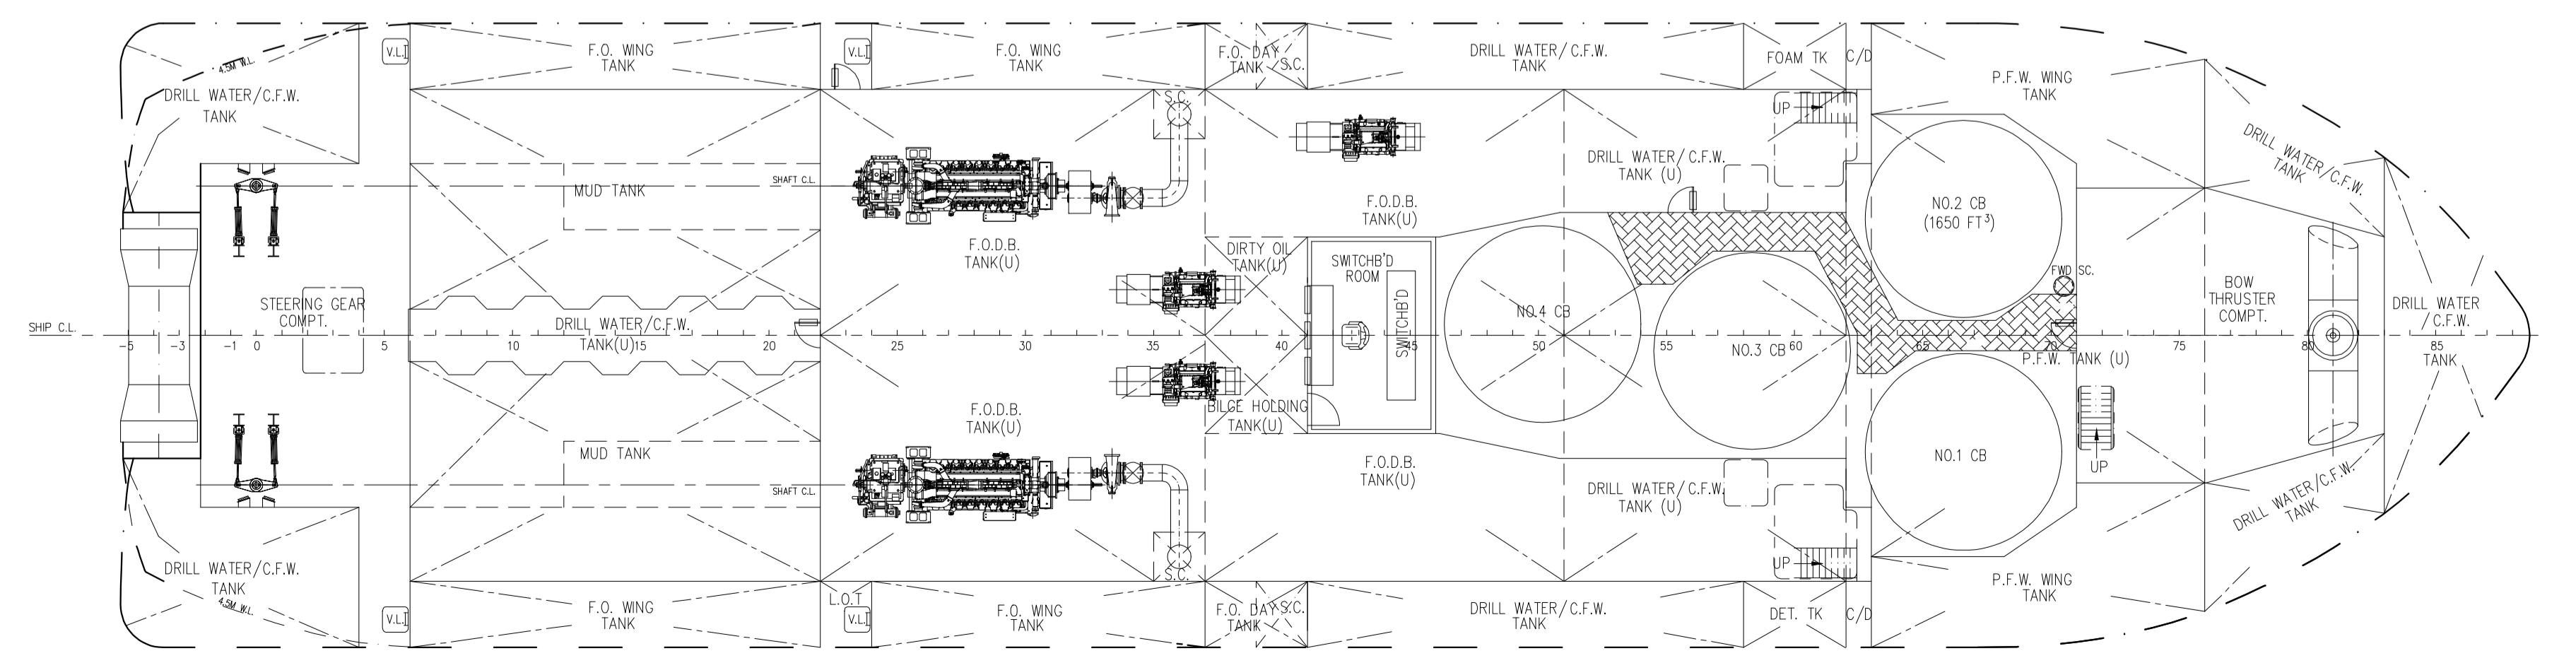 V.L.
F.O. WING
TANK
V.L.
F.O. WING
TANK
F.O. DAY
TANK
S.C.
DRILL WATER/C.F.W.
TANK
FOAM TK
C/D
P.F.W. WING
TANK
4.5M W.L.
DRILL WATER/C.F.W.
TANK
S.C.
UP
DRILL WATER/C.F.W.
TANK
DRILL WATER/C.F.W.
TANK (U)
MUD TANK
SHAFT C.L.
F.O.D.B.
TANK(U)
NO.2 CB
(1650 FT³)
F.O.D.B.
TANK(U)
DIRTY OIL
TANK(U)
SWITCHB'D
ROOM
SWITCHB'D
FWD SC.
STEERING GEAR
COMPT.
NO.4 CB
BOW
THRUSTER
COMPT.
DRILL WATER
/C.F.W.
TANK
SHIP C.L.
DRILL WATER/C.F.W.
TANK(U)
NO.3 CB
P.F.W. TANK (U)
-5 -3 -1 0 5 10 15 20 25 30 35 40 45 50 55 60 65 70 75 80 85
F.O.D.B.
TANK(U)
BILGE HOLDING
TANK(U)
MUD TANK
F.O.D.B.
TANK(U)
NO.1 CB
UP
SHAFT C.L.
DRILL WATER/C.F.W.
TANK (U)
DRILL WATER/C.F.W.
TANK
DRILL WATER/C.F.W.
TANK
4.5M W.L.
UP
S.C.
P.F.W. WING
TANK
V.L.
F.O. WING
TANK
L.O.T
V.L.
F.O. WING
TANK
F.O. DAY
TANK
S.C.
DRILL WATER/C.F.W.
TANK
DET. TK
C/D